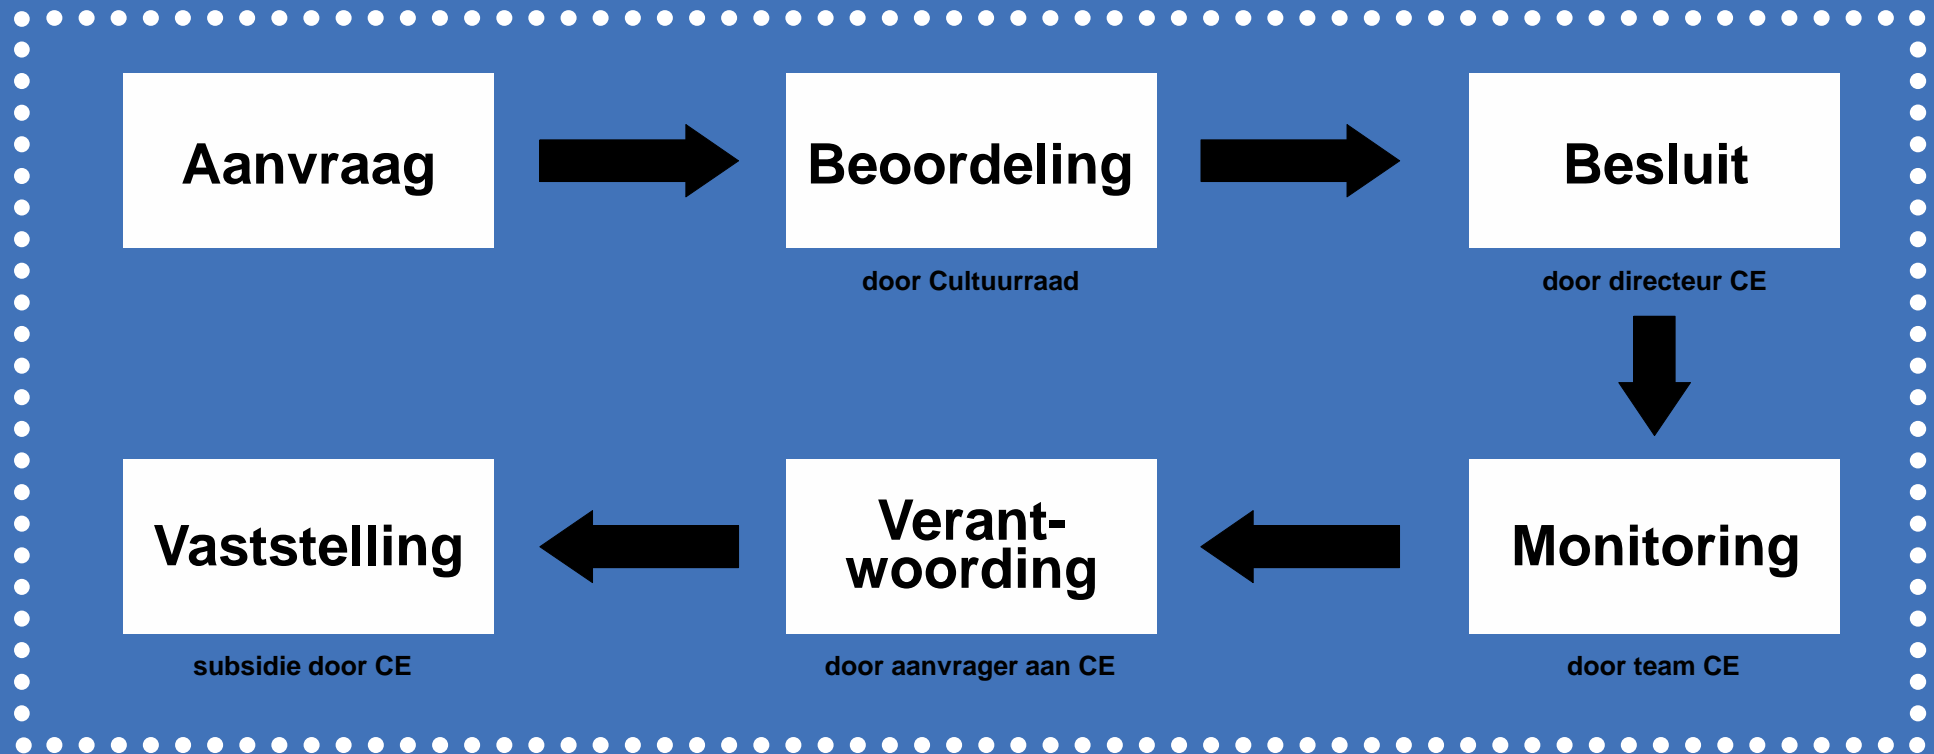 Aanvraag
Beoordeling
door Cultuurraad
Besluit
door directeur CE
Monitoring
door team CE
Verant-
woording
door aanvrager aan CE
Vaststelling
subsidie door CE